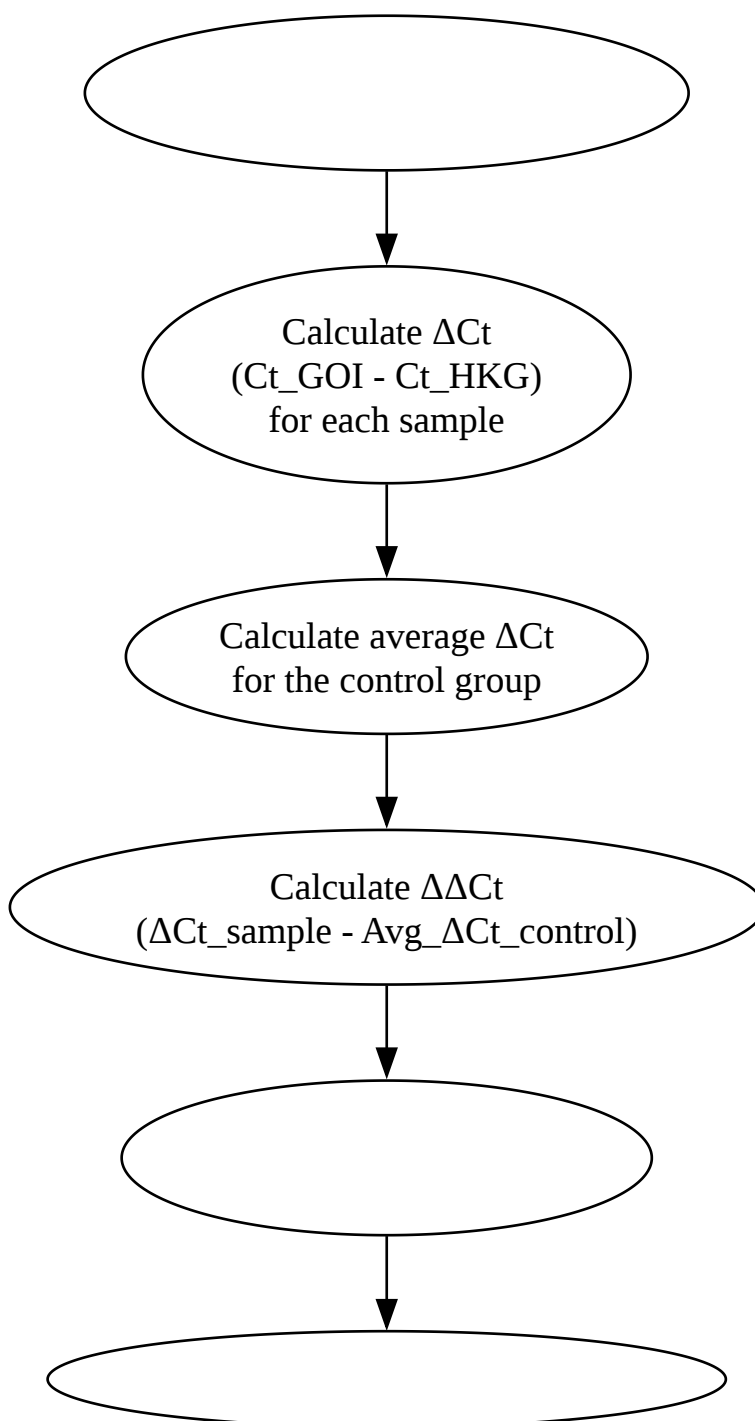 Calculate ΔCt
(Ct_GOI - Ct_HKG)
for each sample
Calculate average ΔCt
for the control group
Calculate ΔΔCt
(ΔCt_sample - Avg_ΔCt_control)